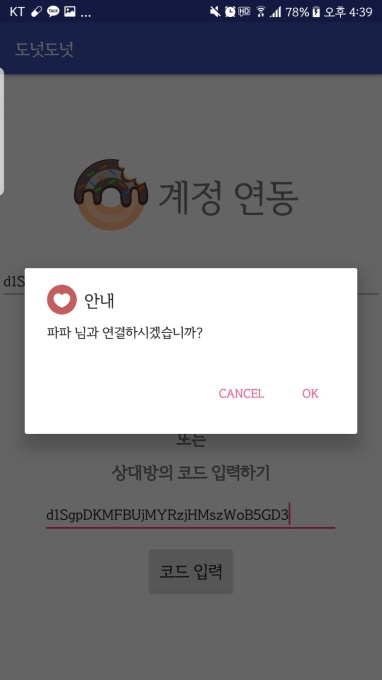 KT ... HD 78% 오후 4:39
도넛도넛
계정 연동
d1S
안내
파파 님과 연결하시겠습니까?
CANCEL OK
또는
상대방의 코드 입력하기
d1SgpDKMFBUjMYRzjHMszWoB5GD3
코드 입력